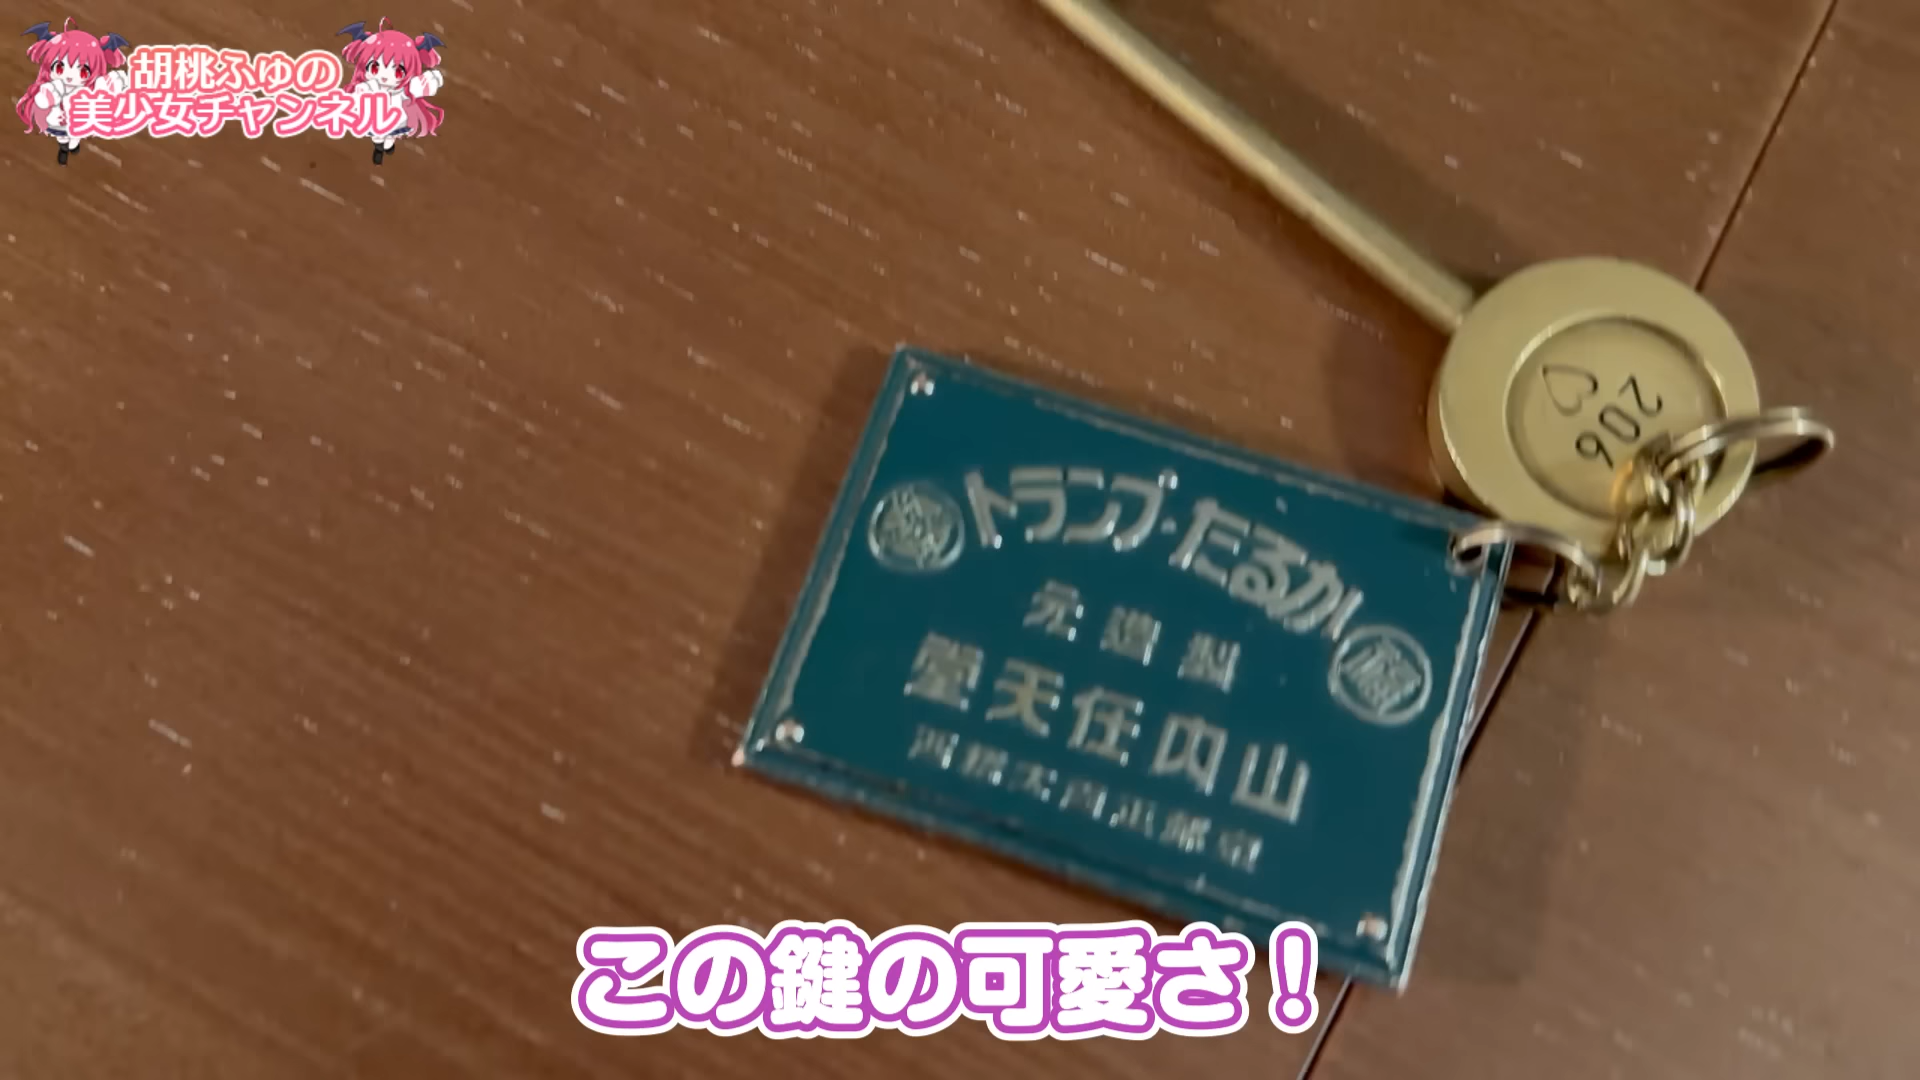 胡桃ふゆの
美少女チャンネル
206
トランプ・たるか
元造製
堂天任内山
この鍵の可愛さ！